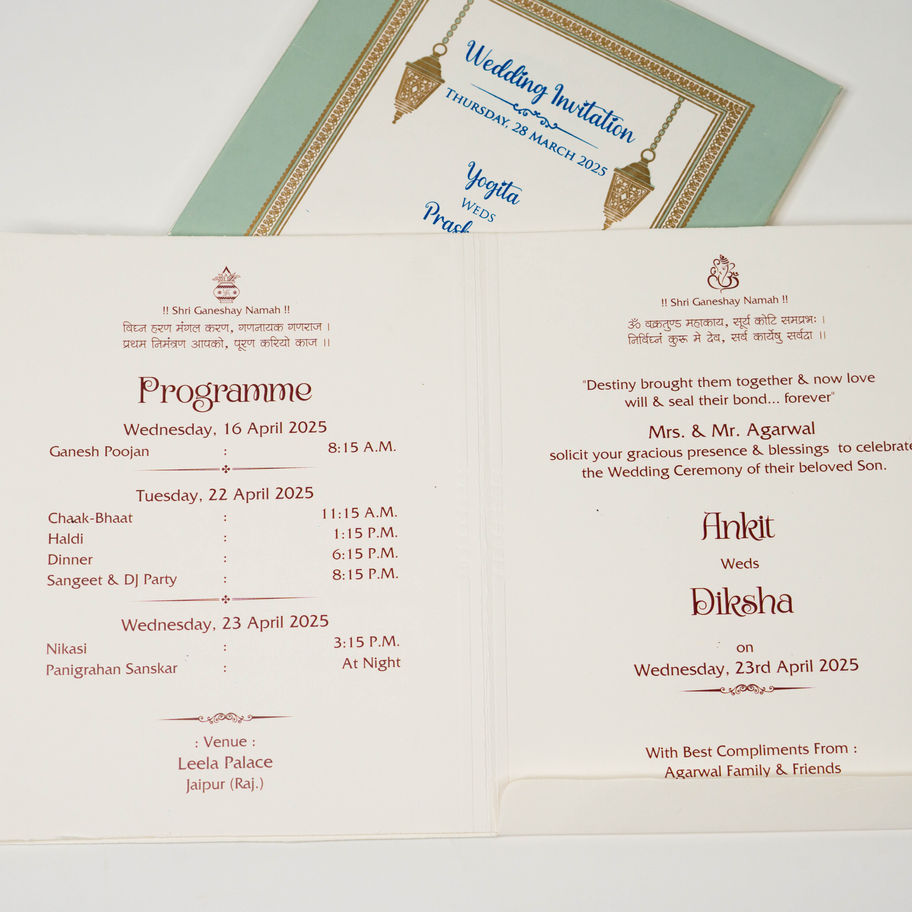 Wedding Invitation
THURSDAY, 28 MARCH 2025
Yogita
WEDS
!! Shri Ganeshay Namah !!
विघ्न हरण मंगल करण, गणनायक गणराज ।
प्रथम निमंत्रण आपको, पूरण करियो काज ।।
Programme
Wednesday, 16 April 2025
Ganesh Poojan : 8:15 A.M.
Tuesday, 22 April 2025
Chaak-Bhaat : 11:15 A.M.
Haldi : 1:15 P.M.
Dinner : 6:15 P.M.
Sangeet & DJ Party : 8:15 P.M.
Wednesday, 23 April 2025
Nikasi : 3:15 P.M.
Panigrahan Sanskar : At Night
: Venue :
Leela Palace
Jaipur (Raj.)
!! Shri Ganeshay Namah !!
ॐ वक्रतुण्ड महाकाय, सूर्य कोटि समप्रभः ।
निर्विघ्नं कुरू मे देव, सर्व कार्येषु सर्वदा ।।
"Destiny brought them together & now love
will & seal their bond... forever"
Mrs. & Mr. Agarwal
solicit your gracious presence & blessings to celebrate
the Wedding Ceremony of their beloved Son.
Ankit
Weds
Diksha
on
Wednesday, 23rd April 2025
With Best Compliments From :
Agarwal Family & Friends